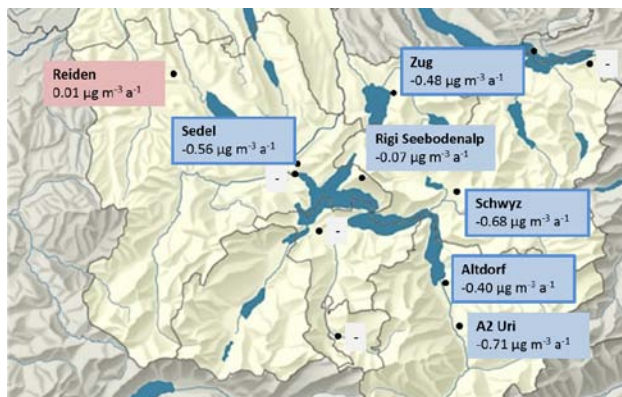 Reiden
0.01 µg m⁻³ a⁻¹
Zug
-0.48 µg m⁻³ a⁻¹
-
Sedel
-0.56 µg m⁻³ a⁻¹
Rigi Seebodenalp
-0.07 µg m⁻³ a⁻¹
-
Schwyz
-0.68 µg m⁻³ a⁻¹
-
Altdorf
-0.40 µg m⁻³ a⁻¹
A2 Uri
-0.71 µg m⁻³ a⁻¹
-